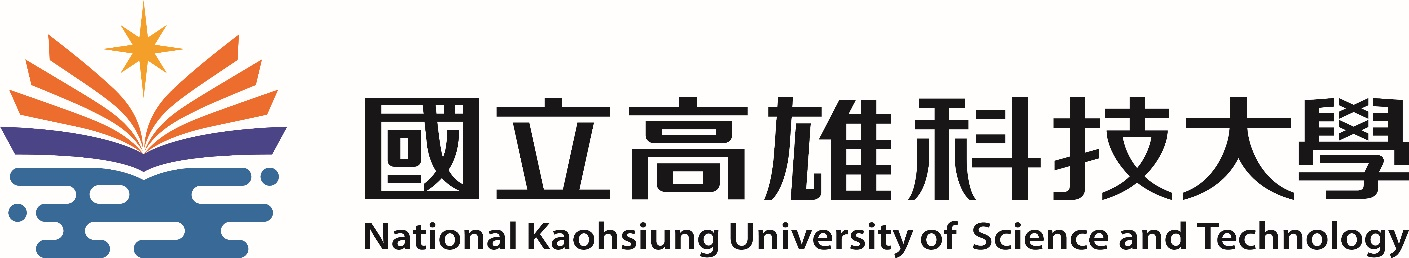 國立高雄科技大學
National Kaohsiung University of Science and Technology